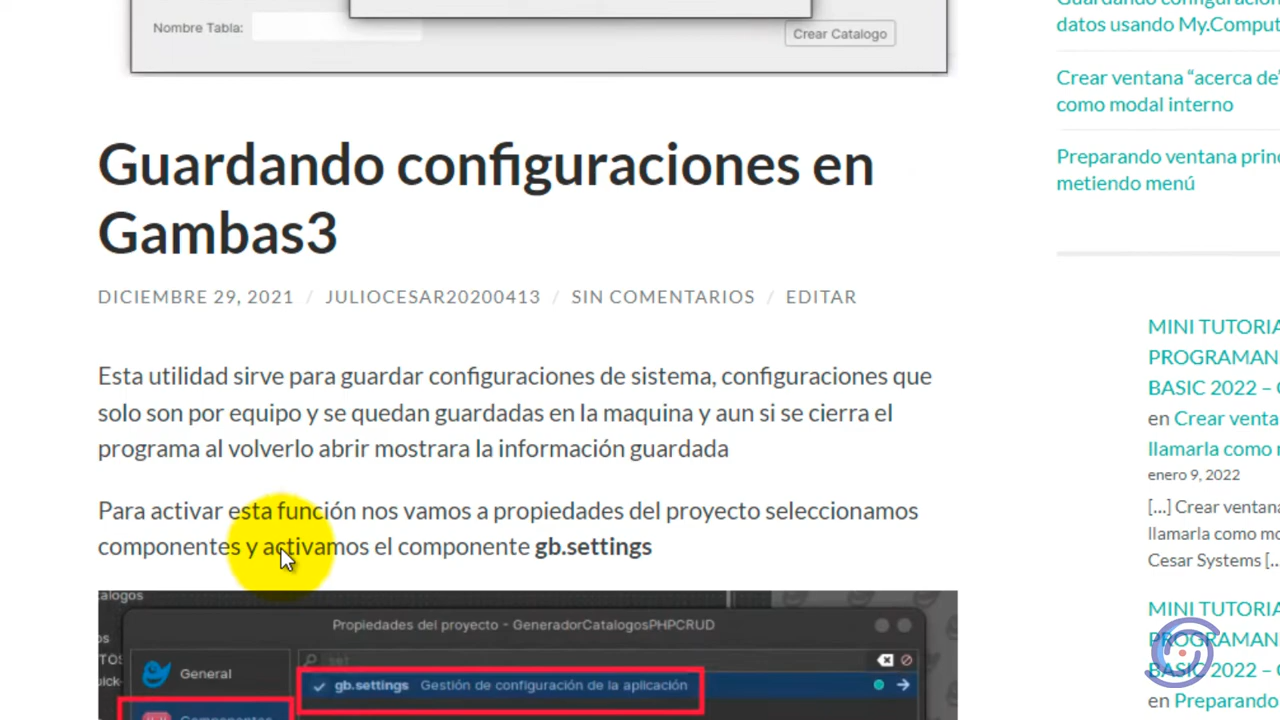 Nombre Tabla:
Crear Catalogo
Guardando configuraciones en
Gambas3
DICIEMBRE 29, 2021 / JULIOCESAR20200413 / SIN COMENTARIOS / EDITAR
Esta utilidad sirve para guardar configuraciones de sistema, configuraciones que
solo son por equipo y se quedan guardadas en la maquina y aun si se cierra el
programa al volverlo abrir mostrara la información guardada
Para activar esta función nos vamos a propiedades del proyecto seleccionamos
componentes y activamos el componente gb.settings
Propiedades del proyecto - GeneradorCatalogosPHPCRUD
General
set
gb.settings Gestión de configuración de la aplicación
Componentes
datos usando My.Comput
Crear ventana "acerca de"
como modal interno
Preparando ventana prin
metiendo menú
MINI TUTORIA
PROGRAMAN
BASIC 2022 –
en Crear venta
llamarla como
enero 9, 2022
[...] Crear ventana
llamarla como mo
Cesar Systems [...
MINI TUTORIA
PROGRAMAN
BASIC 2022 –
en Preparando